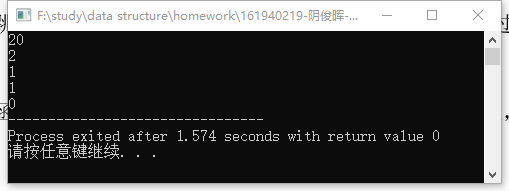 F:\study\data structure\homework\161940219-阴俊晖-...
20
2
1
1
0
--------------------------------
Process exited after 1.574 seconds with return value 0
请按任意键继续. . .